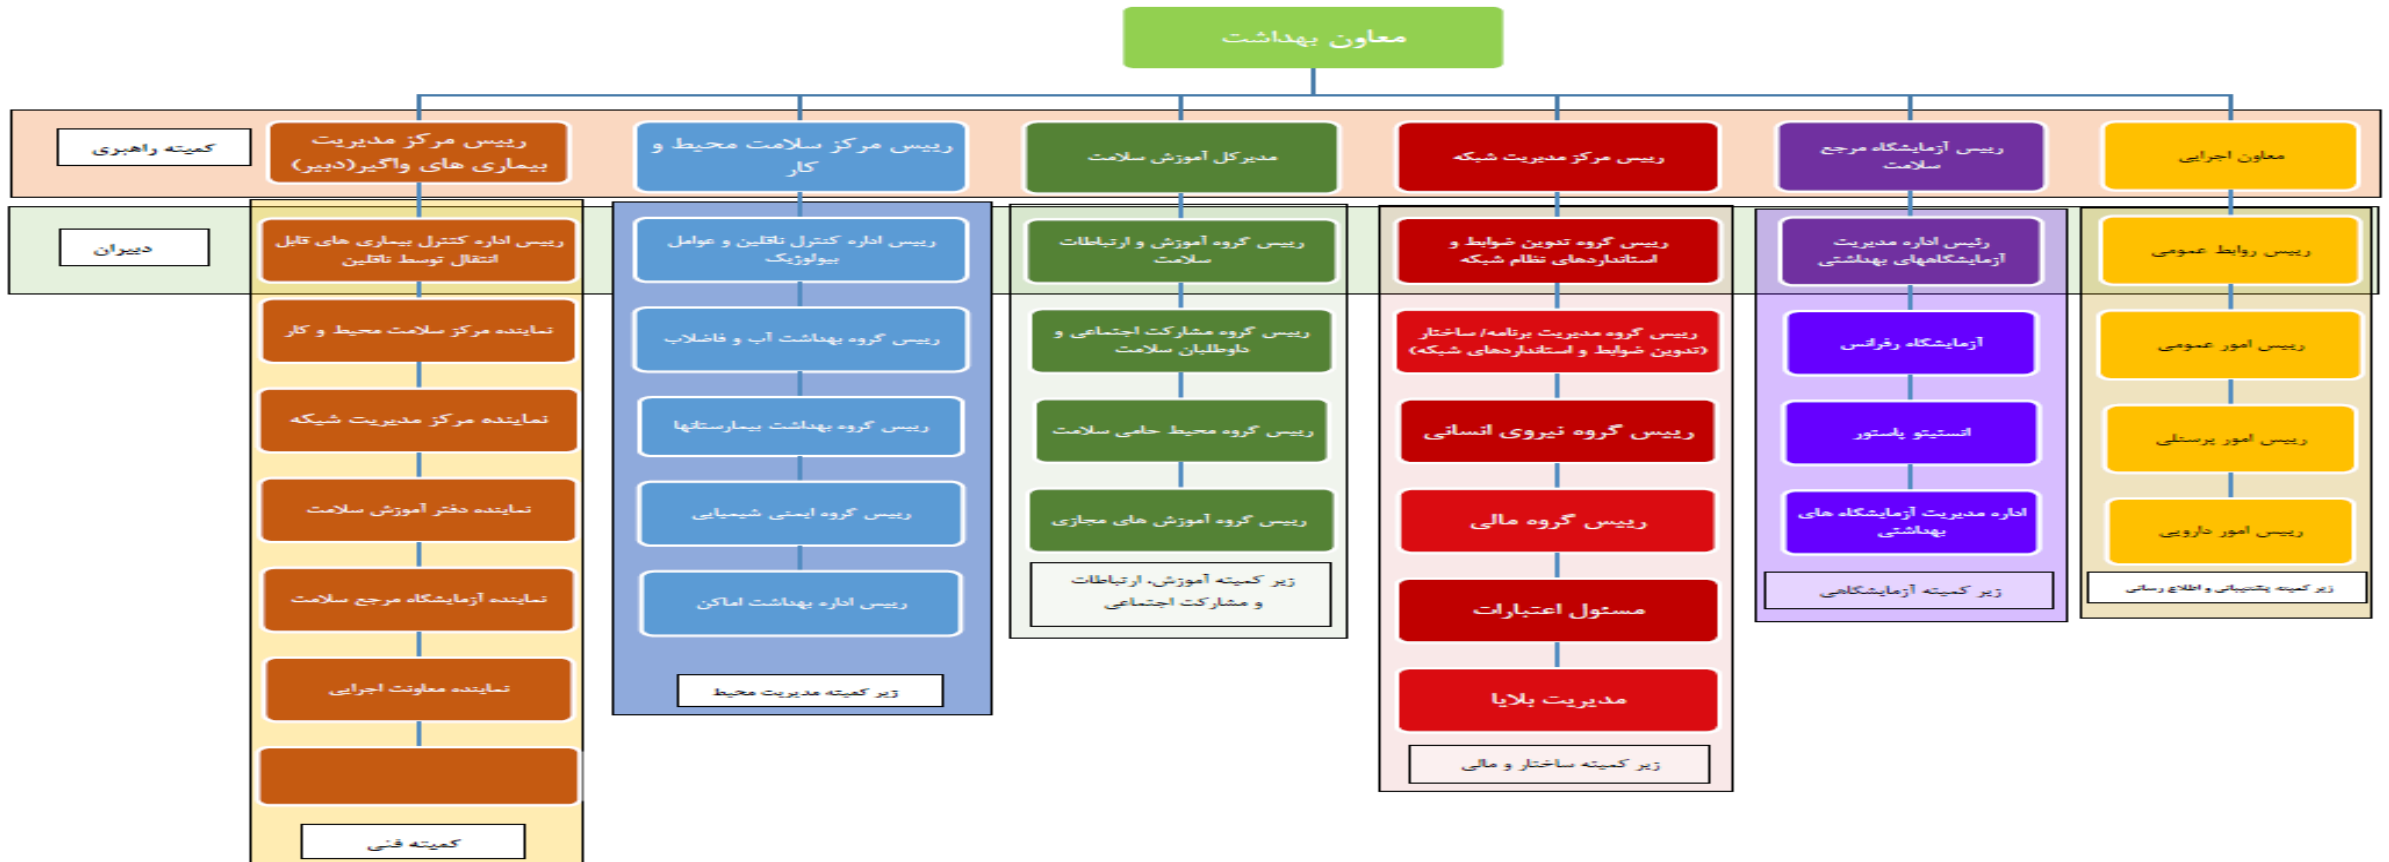 معاون بهداشت
کمیته راهبری
رییس مرکز مدیریت
بیماری های واگیر(دبیر)
رییس مرکز سلامت محیط و
کار
مدیرکل آموزش سلامت
رییس مرکز مدیریت شبکه
رییس آزمایشگاه مرجع
سلامت
معاون اجرایی
دبیران
رییس اداره کنترل بیماری های قابل
انتقال توسط ناقلین
رییس اداره کنترل ناقلین و عوامل
بیولوژیک
رییس گروه آموزش و ارتباطات
سلامت
رییس گروه تدوین ضوابط و
استانداردهای نظام شبکه
رئیس اداره مدیریت
آزمایشگاههای بهداشتی
رییس روابط عمومی
نماینده مرکز سلامت محیط و کار
نماینده مرکز مدیریت شبکه
نماینده دفتر آموزش سلامت
نماینده آزمایشگاه مرجع سلامت
نماینده معاونت اجرایی
کمیته فنی
رییس گروه بهداشت آب و فاضلاب
رییس گروه بهداشت بیمارستانها
رییس گروه ایمنی شیمیایی
رییس اداره بهداشت اماکن
زیر کمیته مدیریت محیط
رییس گروه مشارکت اجتماعی و
داوطلبان سلامت
رییس گروه محیط حامی سلامت
رییس گروه آموزش های مجازی
زیر کمیته آموزش، ارتباطات
و مشارکت اجتماعی
رییس گروه مدیریت برنامه/ ساختار
(تدوین ضوابط و استانداردهای شبکه)
رییس گروه نیروی انسانی
رییس گروه مالی
مسئول اعتبارات
مدیریت بلایا
زیر کمیته ساختار و مالی
آزمایشگاه رفرانس
انستیتو پاستور
اداره مدیریت آزمایشگاه های
بهداشتی
زیر کمیته آزمایشگاهی
رییس امور عمومی
رییس امور پرسنلی
رییس امور دارویی
زیر کمیته پشتیبانی و اطلاع رسانی